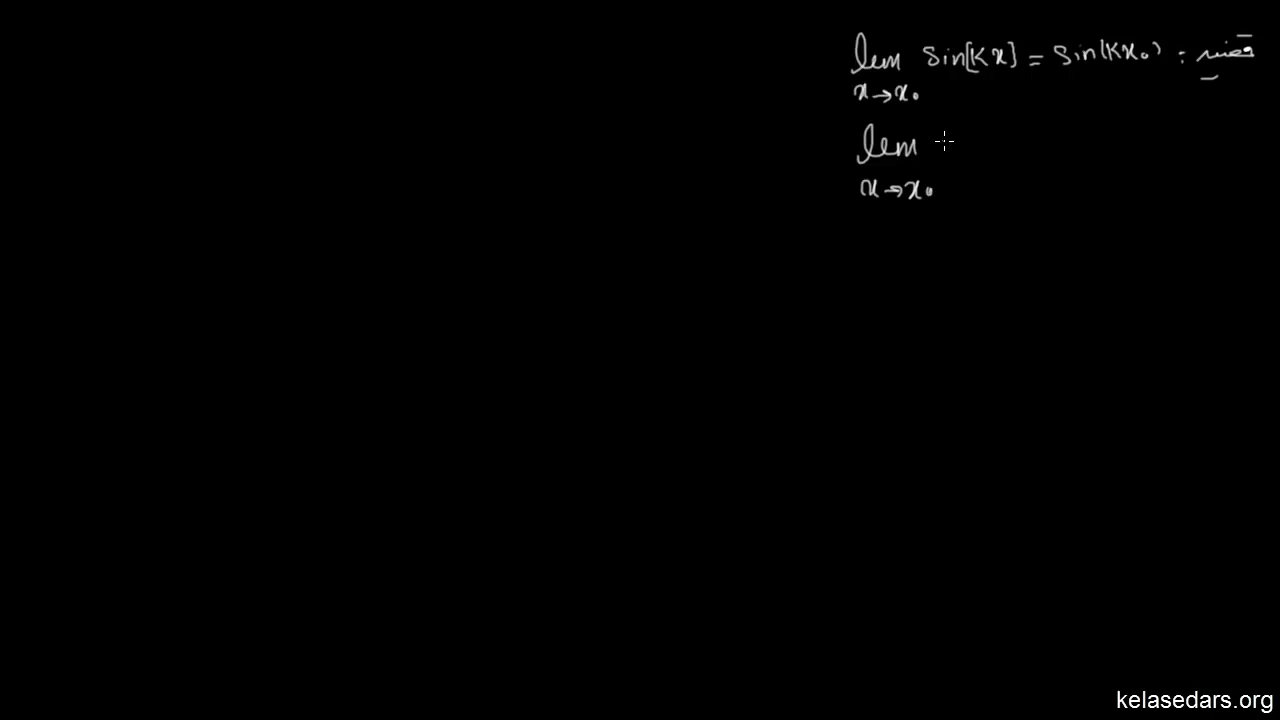 lim sin[kx] = sin(kx₀) : قضیه
x→x₀
lim
x→x₀
kelasedars.org